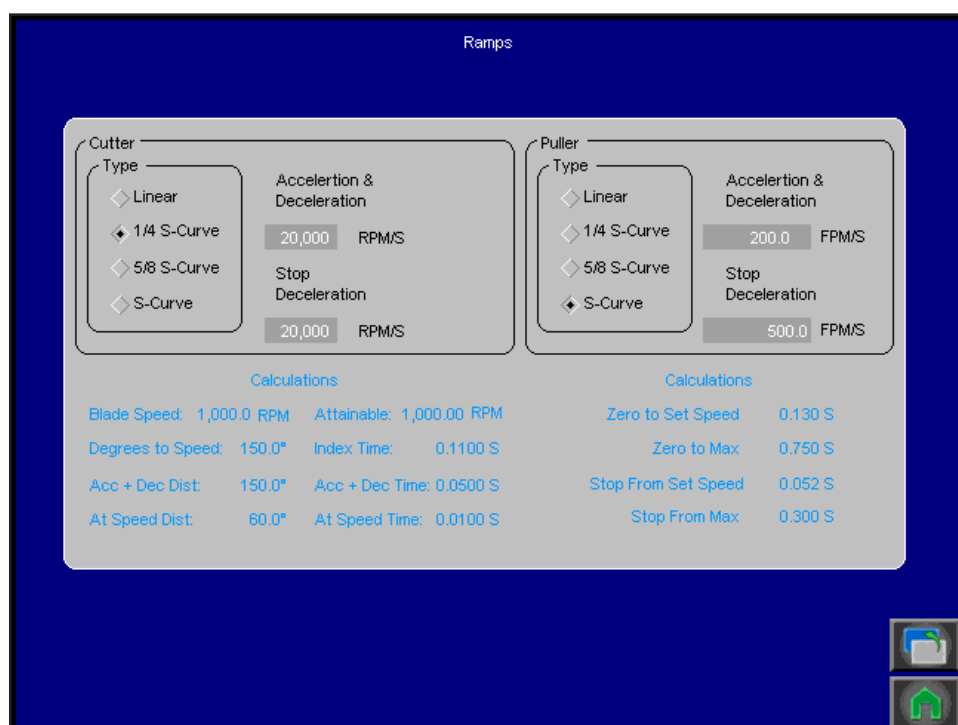 Ramps
Cutter
Type
Linear
1/4 S-Curve
5/8 S-Curve
S-Curve
Accelertion &
Deceleration
20,000 RPM/S
Stop
Deceleration
20,000 RPM/S
Puller
Type
Linear
1/4 S-Curve
5/8 S-Curve
S-Curve
Accelertion &
Deceleration
200.0 FPM/S
Stop
Deceleration
500.0 FPM/S
Calculations
Blade Speed: 1,000.0 RPM Attainable: 1,000.00 RPM
Degrees to Speed: 150.0° Index Time: 0.1100 S
Acc + Dec Dist: 150.0° Acc + Dec Time: 0.0500 S
At Speed Dist: 60.0° At Speed Time: 0.0100 S
Calculations
Zero to Set Speed 0.130 S
Zero to Max 0.750 S
Stop From Set Speed 0.052 S
Stop From Max 0.300 S